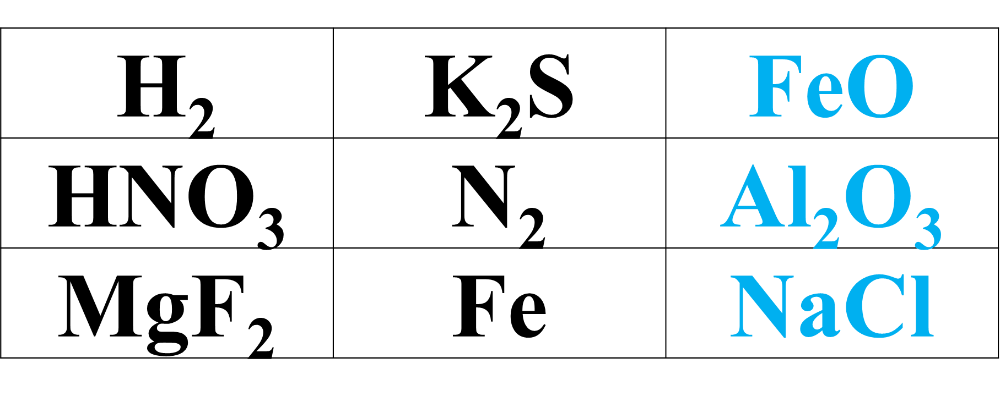 H₂ K₂S FeO
HNO₃ N₂ Al₂O₃
MgF₂ Fe NaCl